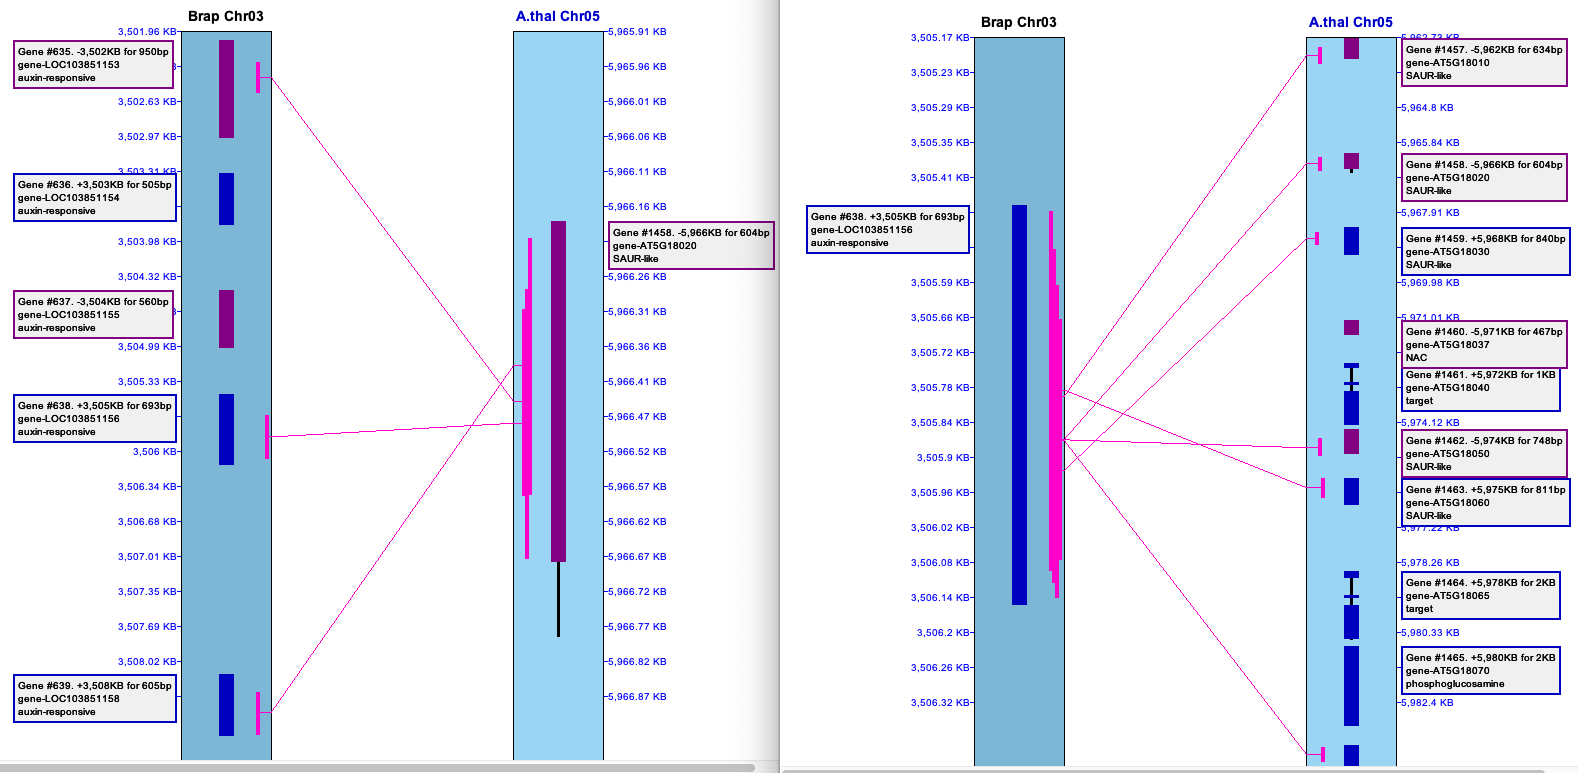 Brap Chr03
A.thal Chr05
3,501.96 KB
Gene #635. -3,502KB for 950bp
gene-LOC103851153
auxin-responsive
3,502.63 KB
3,502.97 KB
3,503.31 KB
Gene #636. +3,503KB for 505bp
gene-LOC103851154
auxin-responsive
3,503.98 KB
3,504.32 KB
Gene #637. -3,504KB for 560bp
gene-LOC103851155
auxin-responsive
3,504.99 KB
3,505.33 KB
Gene #638. +3,505KB for 693bp
gene-LOC103851156
auxin-responsive
3,506 KB
3,506.34 KB
3,506.68 KB
3,507.01 KB
3,507.35 KB
3,507.69 KB
3,508.02 KB
Gene #639. +3,508KB for 605bp
gene-LOC103851158
auxin-responsive
5,965.91 KB
5,965.96 KB
5,966.01 KB
5,966.06 KB
5,966.11 KB
5,966.16 KB
Gene #1458. -5,966KB for 604bp
gene-AT5G18020
SAUR-like
5,966.26 KB
5,966.31 KB
5,966.36 KB
5,966.41 KB
5,966.47 KB
5,966.52 KB
5,966.57 KB
5,966.62 KB
5,966.67 KB
5,966.72 KB
5,966.77 KB
5,966.82 KB
5,966.87 KB
Brap Chr03
A.thal Chr05
3,505.17 KB
3,505.23 KB
3,505.29 KB
3,505.35 KB
3,505.41 KB
Gene #638. +3,505KB for 693bp
gene-LOC103851156
auxin-responsive
3,505.59 KB
3,505.66 KB
3,505.72 KB
3,505.78 KB
3,505.84 KB
3,505.9 KB
3,505.96 KB
3,506.02 KB
3,506.08 KB
3,506.14 KB
3,506.2 KB
3,506.26 KB
3,506.32 KB
5,962.73 KB
Gene #1457. -5,962KB for 634bp
gene-AT5G18010
SAUR-like
5,964.8 KB
5,965.84 KB
Gene #1458. -5,966KB for 604bp
gene-AT5G18020
SAUR-like
5,967.91 KB
Gene #1459. +5,968KB for 840bp
gene-AT5G18030
SAUR-like
5,969.98 KB
5,971.01 KB
Gene #1460. -5,971KB for 467bp
gene-AT5G18037
NAC
Gene #1461. +5,972KB for 1KB
gene-AT5G18040
target
5,974.12 KB
Gene #1462. -5,974KB for 748bp
gene-AT5G18050
SAUR-like
Gene #1463. +5,975KB for 811bp
gene-AT5G18060
SAUR-like
5,977.22 KB
5,978.26 KB
Gene #1464. +5,978KB for 2KB
gene-AT5G18065
target
5,980.33 KB
Gene #1465. +5,980KB for 2KB
gene-AT5G18070
phosphoglucosamine
5,982.4 KB